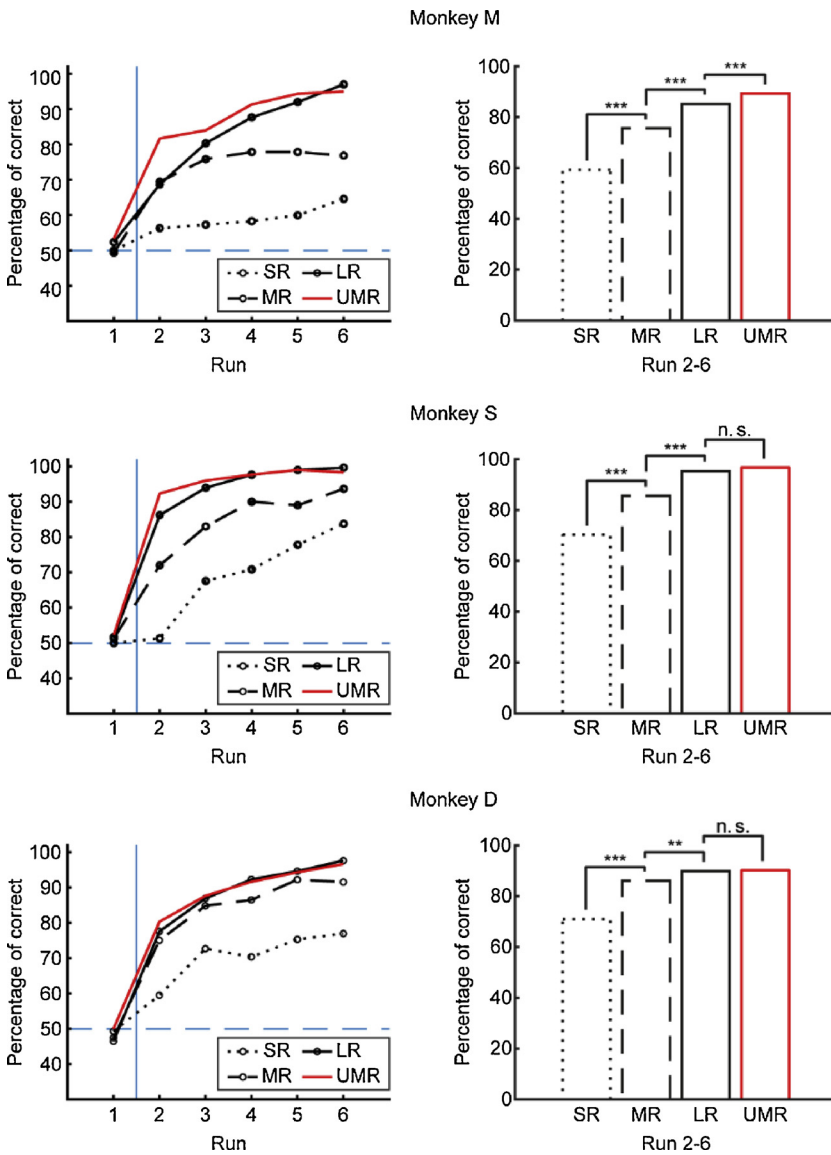 Monkey M
Percentage of correct
100
90
80
70
60
50
40
1 2 3 4 5 6
Run
SR LR
MR UMR
Percentage of correct
100
80
60
40
20
0
*** *** ***
SR MR LR UMR
Run 2-6
Monkey S
Percentage of correct
100
90
80
70
60
50
40
1 2 3 4 5 6
Run
SR LR
MR UMR
Percentage of correct
100
80
60
40
20
0
*** *** n. s.
SR MR LR UMR
Run 2-6
Monkey D
Percentage of correct
100
90
80
70
60
50
40
1 2 3 4 5 6
Run
SR LR
MR UMR
Percentage of correct
100
80
60
40
20
0
*** ** n. s.
SR MR LR UMR
Run 2-6